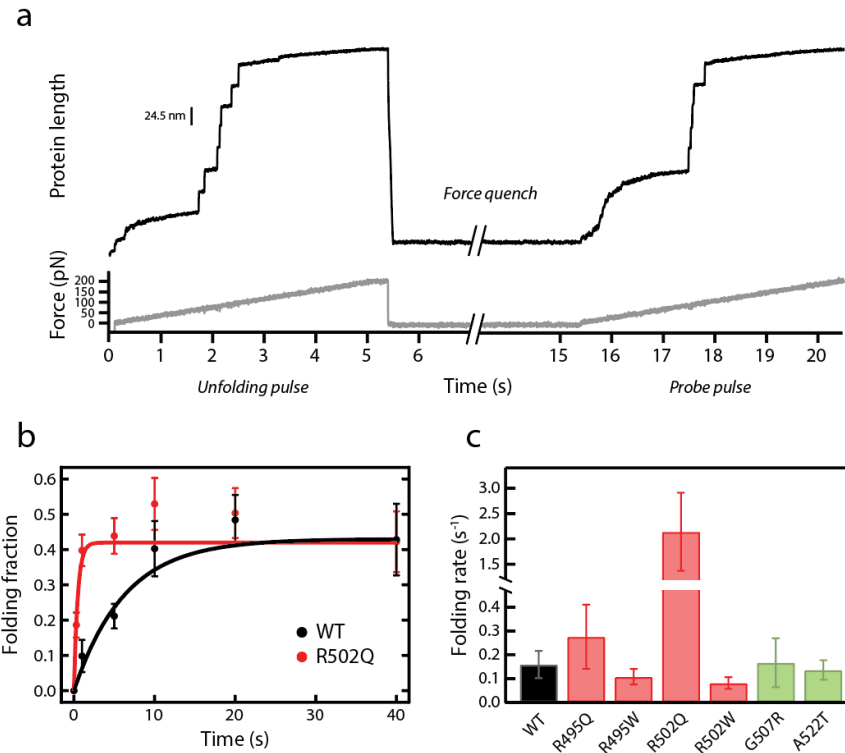 a
Protein length
24.5 nm
Force quench
Force (pN)
200
150
100
50
0
0 1 2 3 4 5 6 15 16 17 18 19 20
Unfolding pulse Time (s) Probe pulse
b
Folding fraction
0.6
0.5
0.4
0.3
0.2
0.1
0.0
WT
R502Q
0 10 20 30 40
Time (s)
c
Folding rate (s⁻¹)
3.0
2.5
2.0
1.5
0.4
0.3
0.2
0.1
0.0
WT R495Q R495W R502Q R502W G507R A522T